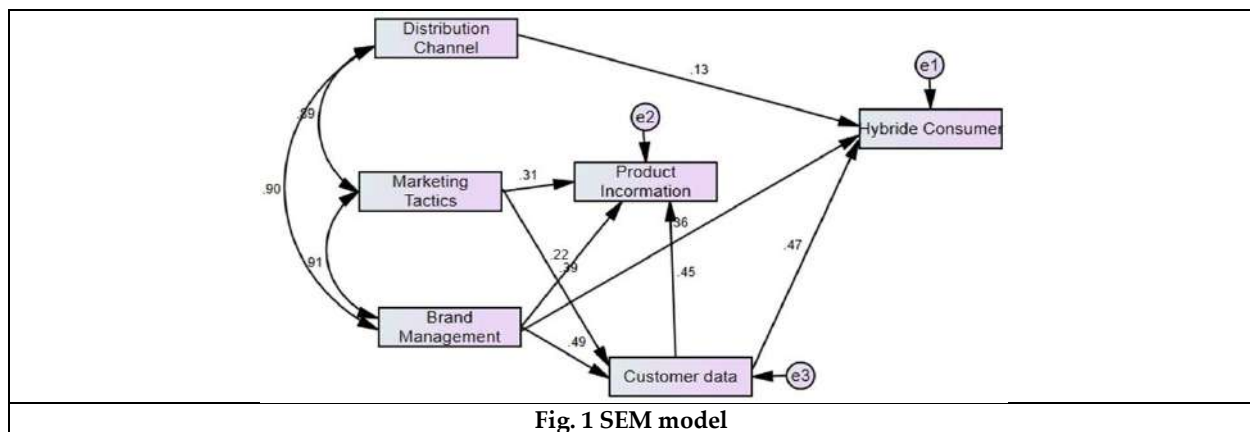 Distribution
Channel
e1
.13
.89
Hybride Consumer
e2
Product
Incormation
Marketing
Tactics
.31
.90
.36
.22
.39
.47
.45
.91
Brand
Management
.49
Customer data
e3
Fig. 1 SEM model